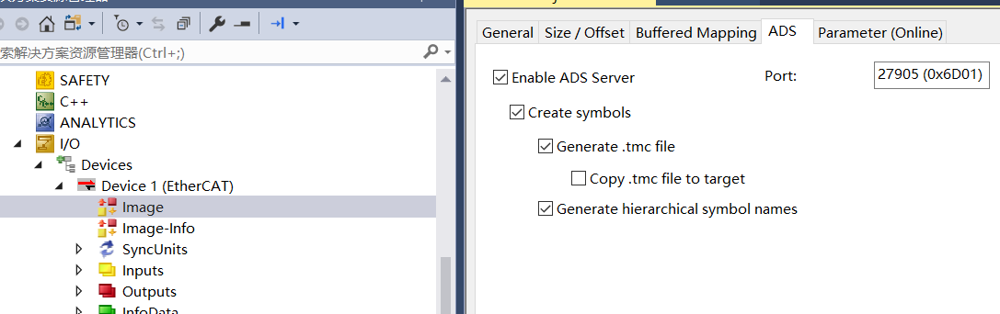 索解决方案资源管理器(Ctrl+;)
SAFETY
C++
ANALYTICS
I/O
Devices
Device 1 (EtherCAT)
Image
Image-Info
SyncUnits
Inputs
Outputs
InfoData
General
Size / Offset
Buffered Mapping
ADS
Parameter (Online)
Enable ADS Server
Port:
27905 (0x6D01)
Create symbols
Generate .tmc file
Copy .tmc file to target
Generate hierarchical symbol names